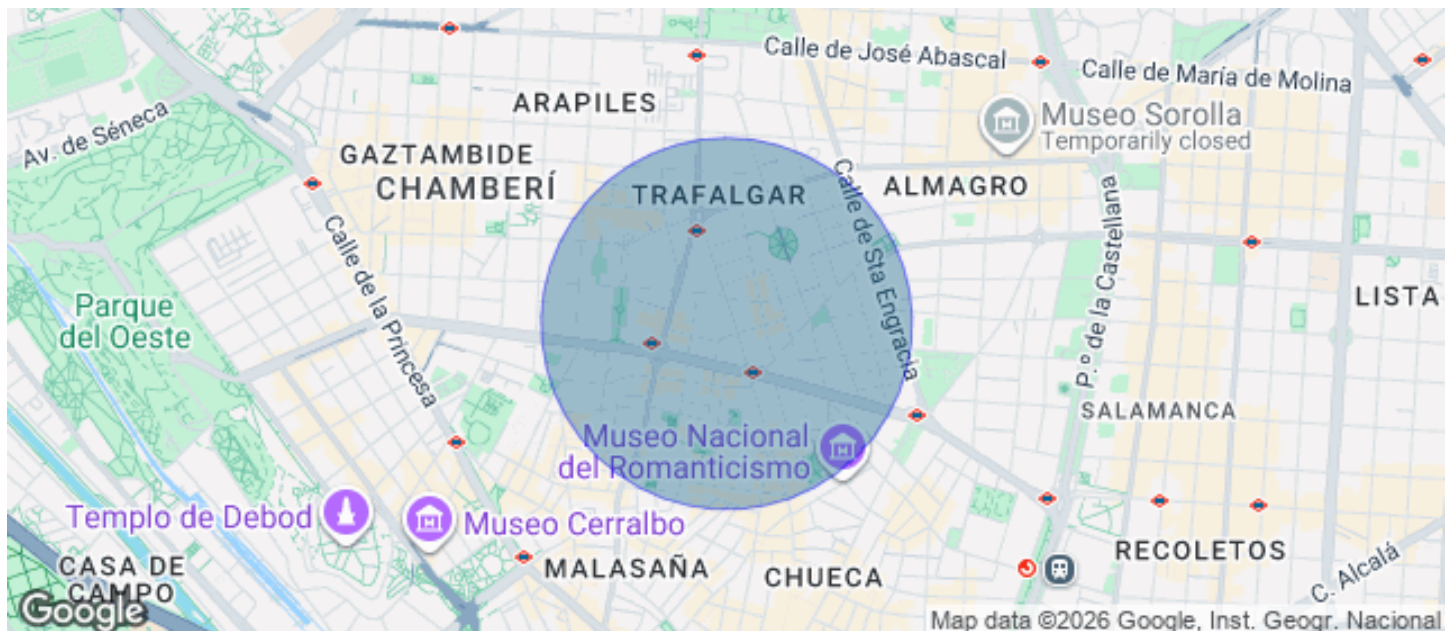 Calle de José Abascal
Calle de María de Molina
ARAPILES
Museo Sorolla
Temporarily closed
Av. de Séneca
GAZTAMBIDE
CHAMBERÍ
TRAFALGAR
ALMAGRO
Calle de Sta Engracia
Calle de la Princesa
P.º de la Castellana
Parque
del Oeste
LISTA
SALAMANCA
Museo Nacional
del Romanticismo
Templo de Debod
Museo Cerralbo
RECOLETOS
CASA DE
CAMPO
MALASAÑA
CHUECA
C. Alcalá
Google
Map data ©2026 Google, Inst. Geogr. Nacional